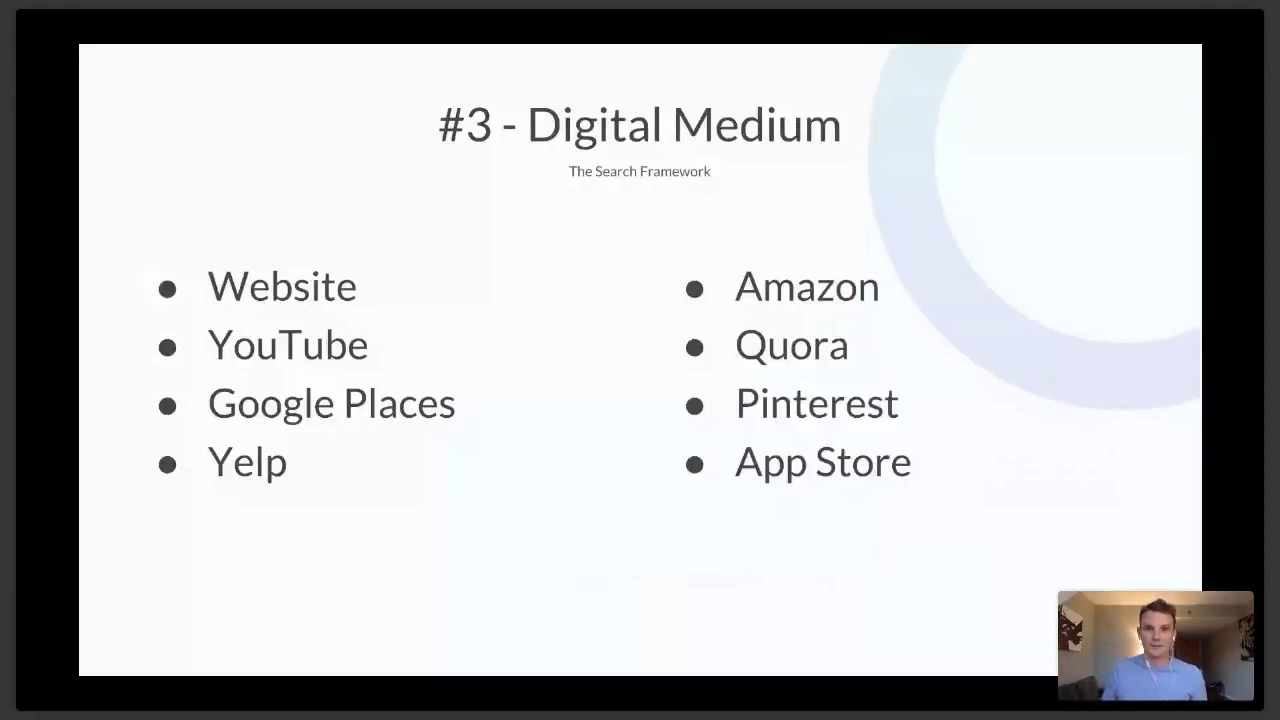 #3 - Digital Medium
The Search Framework
● Website
● YouTube
● Google Places
● Yelp
● Amazon
● Quora
● Pinterest
● App Store